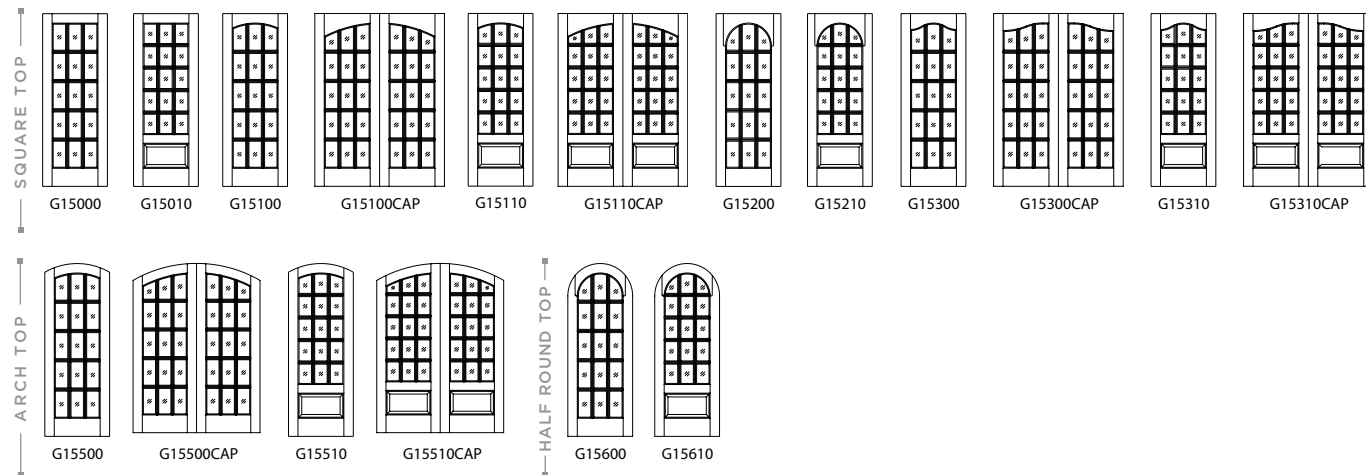 SQUARE TOP
G15000 G15010 G15100 G15100CAP G15110 G15110CAP G15200 G15210 G15300 G15300CAP G15310 G15310CAP
ARCH TOP
G15500 G15500CAP G15510 G15510CAP
HALF ROUND TOP
G15600 G15610